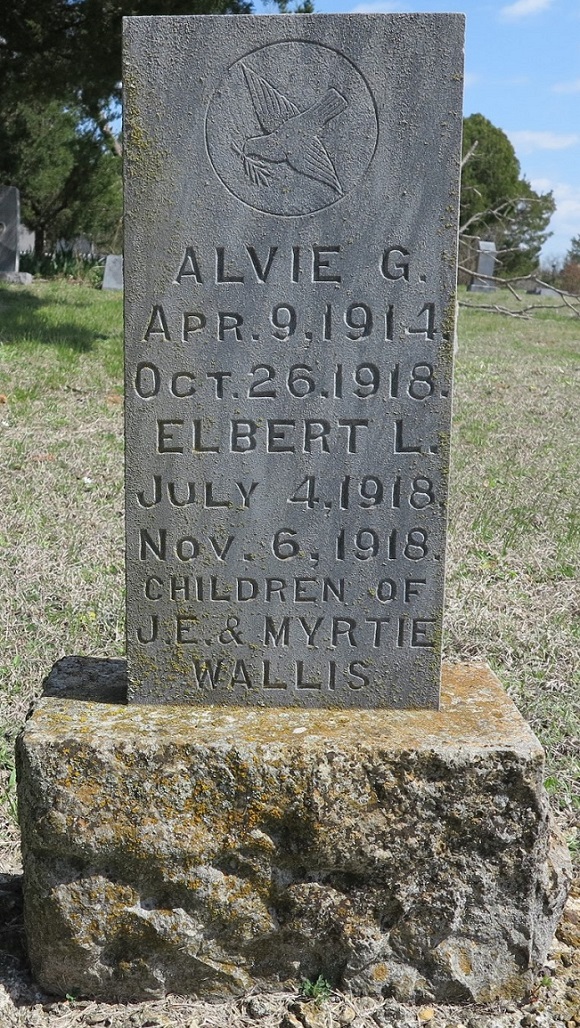 ALVIE G.
APR. 9, 1914.
OCT. 26. 1918.
ELBERT L.
JULY 4, 1918.
NOV. 6, 1918.
CHILDREN OF
J.E. & MYRTIE
WALLIS